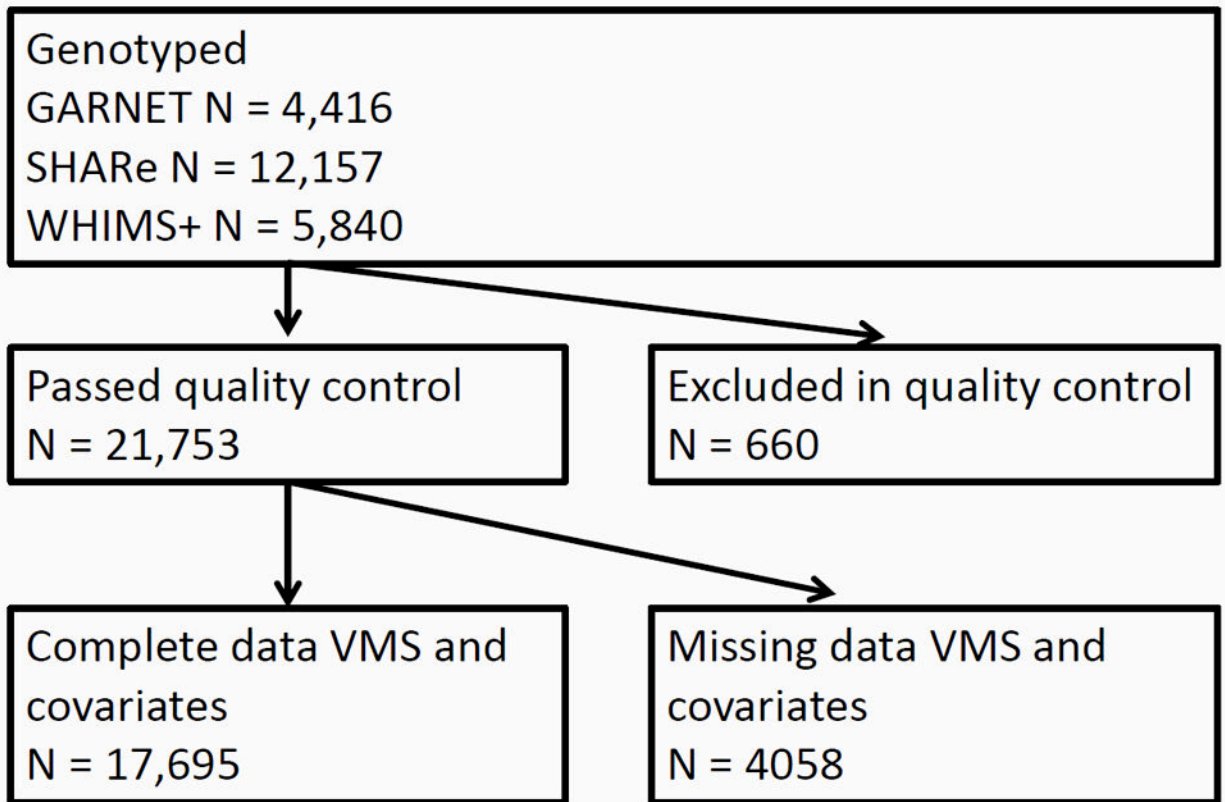 Genotyped
GARNET N = 4,416
SHARe N = 12,157
WHIMS+ N = 5,840
Passed quality control
N = 21,753
Excluded in quality control
N = 660
Complete data VMS and
covariates
N = 17,695
Missing data VMS and
covariates
N = 4058